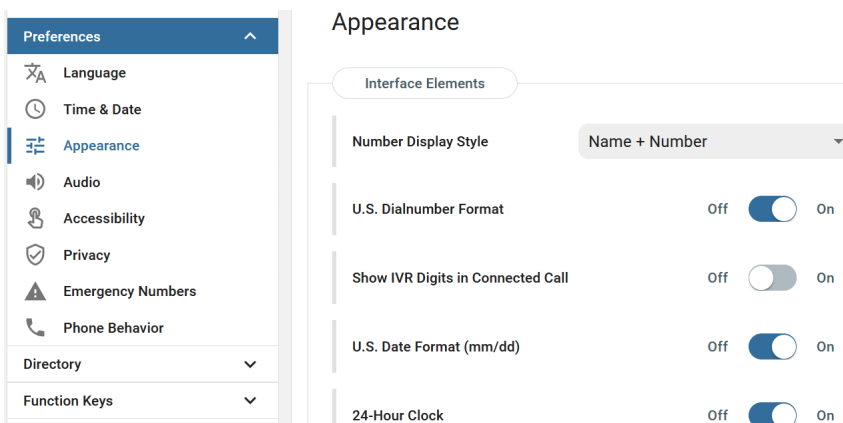 Preferences
Language
Time & Date
Appearance
Audio
Accessibility
Privacy
Emergency Numbers
Phone Behavior
Directory
Function Keys
Appearance
Interface Elements
Number Display Style Name + Number
U.S. Dialnumber Format Off On
Show IVR Digits in Connected Call Off On
U.S. Date Format (mm/dd) Off On
24-Hour Clock Off On